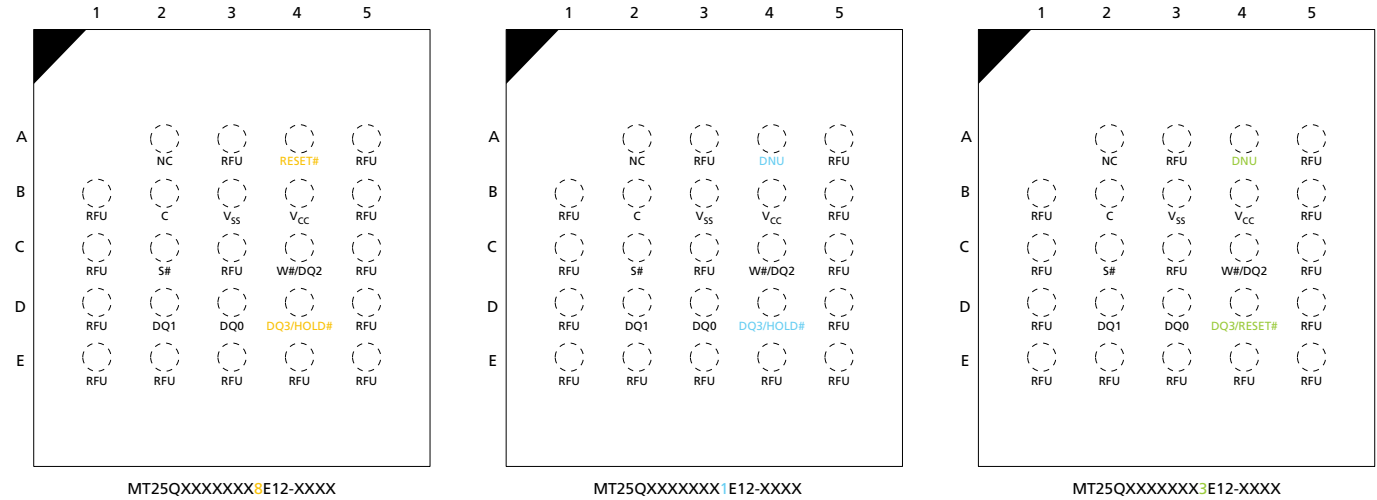 1 2 3 4 5 1 2 3 4 5 1 2 3 4 5
A A A
NC RFU RESET# RFU NC RFU DNU RFU NC RFU DNU RFU
B B B
RFU C VSS VCC RFU RFU C VSS VCC RFU RFU C VSS VCC RFU
C C C
RFU S# RFU W#/DQ2 RFU RFU S# RFU W#/DQ2 RFU RFU S# RFU W#/DQ2 RFU
D D D
RFU DQ1 DQ0 DQ3/HOLD# RFU RFU DQ1 DQ0 DQ3/HOLD# RFU RFU DQ1 DQ0 DQ3/RESET# RFU
E E E
RFU RFU RFU RFU RFU RFU RFU RFU RFU RFU RFU RFU RFU RFU RFU
MT25QXXXXXXX8E12-XXXX MT25QXXXXXXX1E12-XXXX MT25QXXXXXXX3E12-XXXX